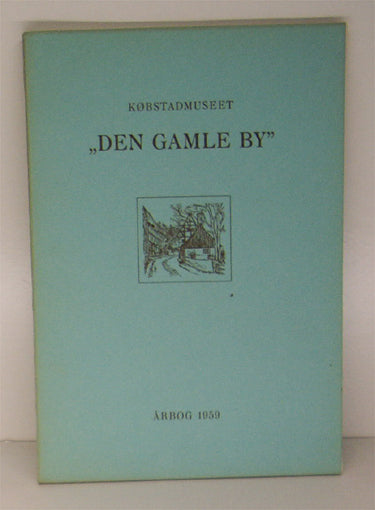 KØBSTADMUSEET
„DEN GAMLE BY”
ÅRBOG 1959